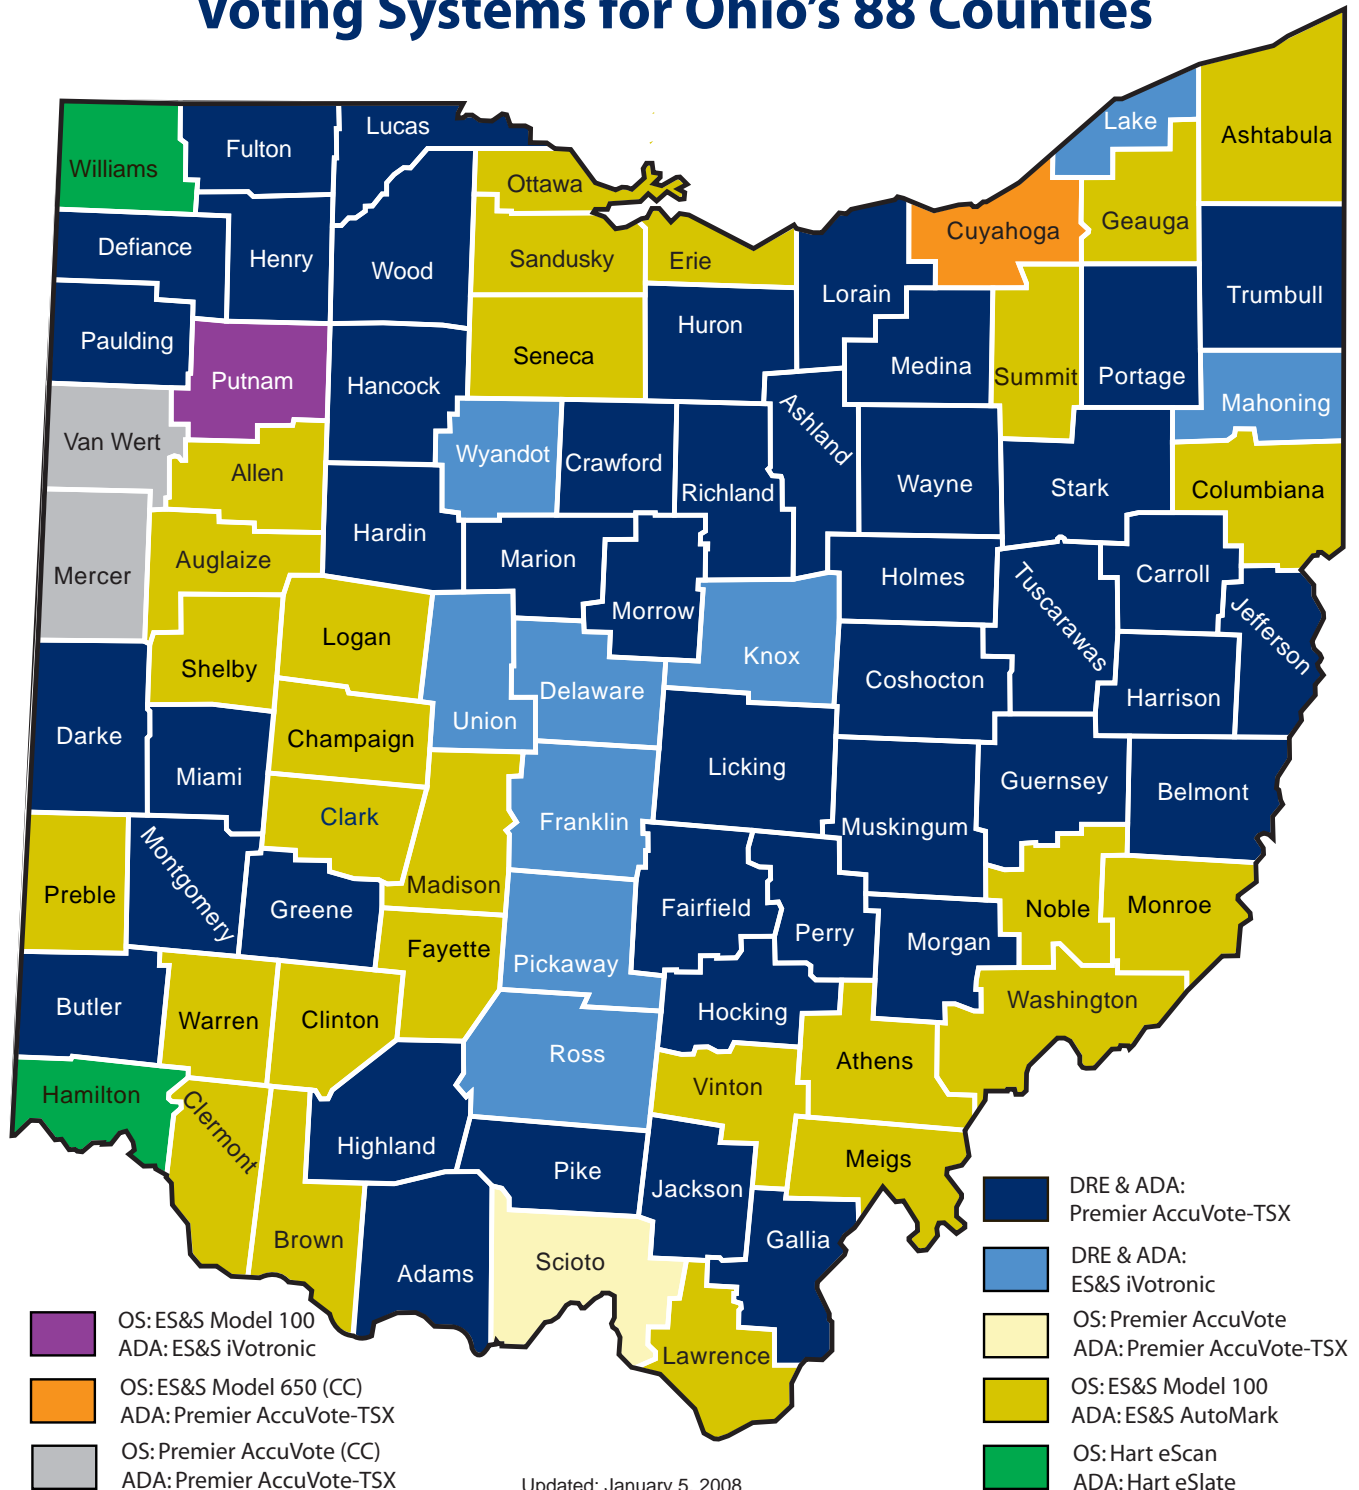 Voting Systems for Ohio's 88 Counties
Williams
Fulton
Lucas
Ottawa
Lake
Ashtabula
Defiance
Henry
Wood
Sandusky
Erie
Cuyahoga
Geauga
Paulding
Putnam
Hancock
Seneca
Huron
Lorain
Medina
Summit
Portage
Trumbull
Mahoning
Van Wert
Allen
Wyandot
Crawford
Richland
Ashland
Wayne
Stark
Columbiana
Mercer
Auglaize
Hardin
Marion
Morrow
Holmes
Tuscarawas
Carroll
Jefferson
Shelby
Logan
Union
Delaware
Knox
Coshocton
Harrison
Darke
Miami
Champaign
Clark
Madison
Franklin
Licking
Muskingum
Guernsey
Belmont
Preble
Montgomery
Greene
Fayette
Pickaway
Fairfield
Perry
Morgan
Noble
Monroe
Butler
Warren
Clinton
Ross
Hocking
Athens
Washington
Hamilton
Clermont
Highland
Vinton
Meigs
Brown
Adams
Pike
Scioto
Jackson
Gallia
Lawrence
OS: ES&S Model 100
ADA: ES&S iVotronic
OS: ES&S Model 650 (CC)
ADA: Premier AccuVote-TSX
OS: Premier AccuVote (CC)
ADA: Premier AccuVote-TSX
DRE & ADA:
Premier AccuVote-TSX
DRE & ADA:
ES&S iVotronic
OS: Premier AccuVote
ADA: Premier AccuVote-TSX
OS: ES&S Model 100
ADA: ES&S AutoMark
OS: Hart eScan
ADA: Hart eSlate
Updated: January 5, 2008